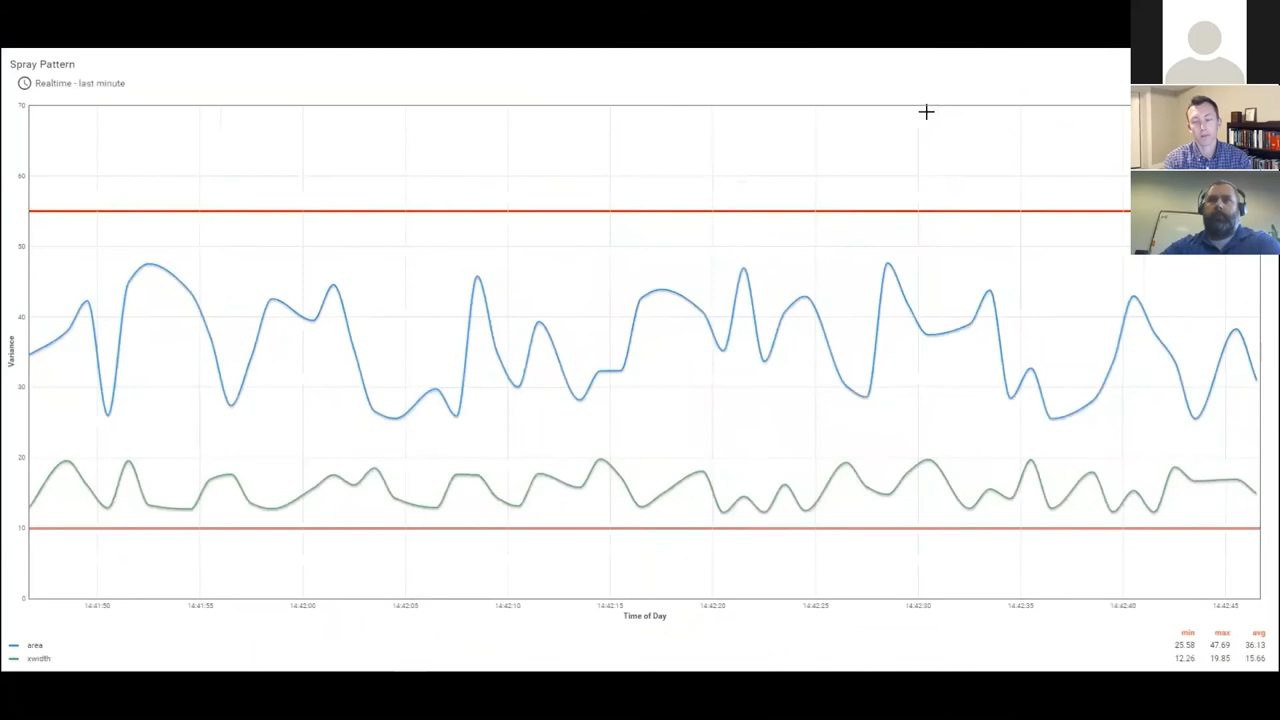 Spray Pattern
Realtime - last minute
70
60
50
40
30
20
10
0
Variance
14:41:50 14:41:55 14:42:00 14:42:05 14:42:10 14:42:15 14:42:20 14:42:25 14:42:30 14:42:35 14:42:40 14:42:45
Time of Day
min max avg
area 25.58 47.69 36.13
xwidth 12.26 19.85 15.66